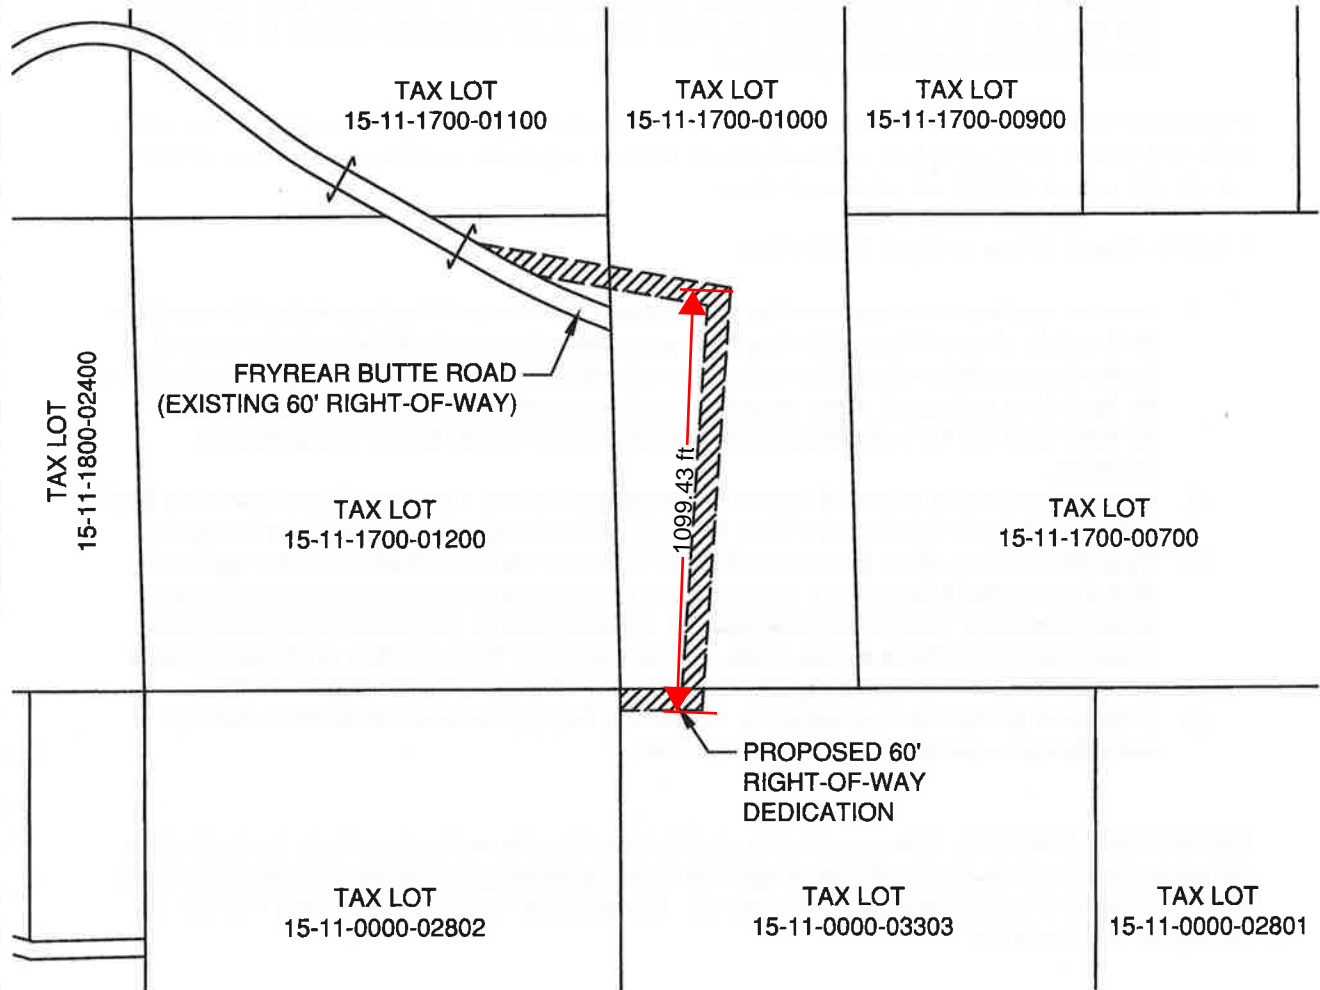 TAX LOT
15-11-1700-01100
TAX LOT
15-11-1700-01000
TAX LOT
15-11-1700-00900
FRYREAR BUTTE ROAD
(EXISTING 60' RIGHT-OF-WAY)
TAX LOT
15-11-1800-02400
1099.43 ft
TAX LOT
15-11-1700-01200
TAX LOT
15-11-1700-00700
PROPOSED 60'
RIGHT-OF-WAY
DEDICATION
TAX LOT
15-11-0000-02802
TAX LOT
15-11-0000-03303
TAX LOT
15-11-0000-02801